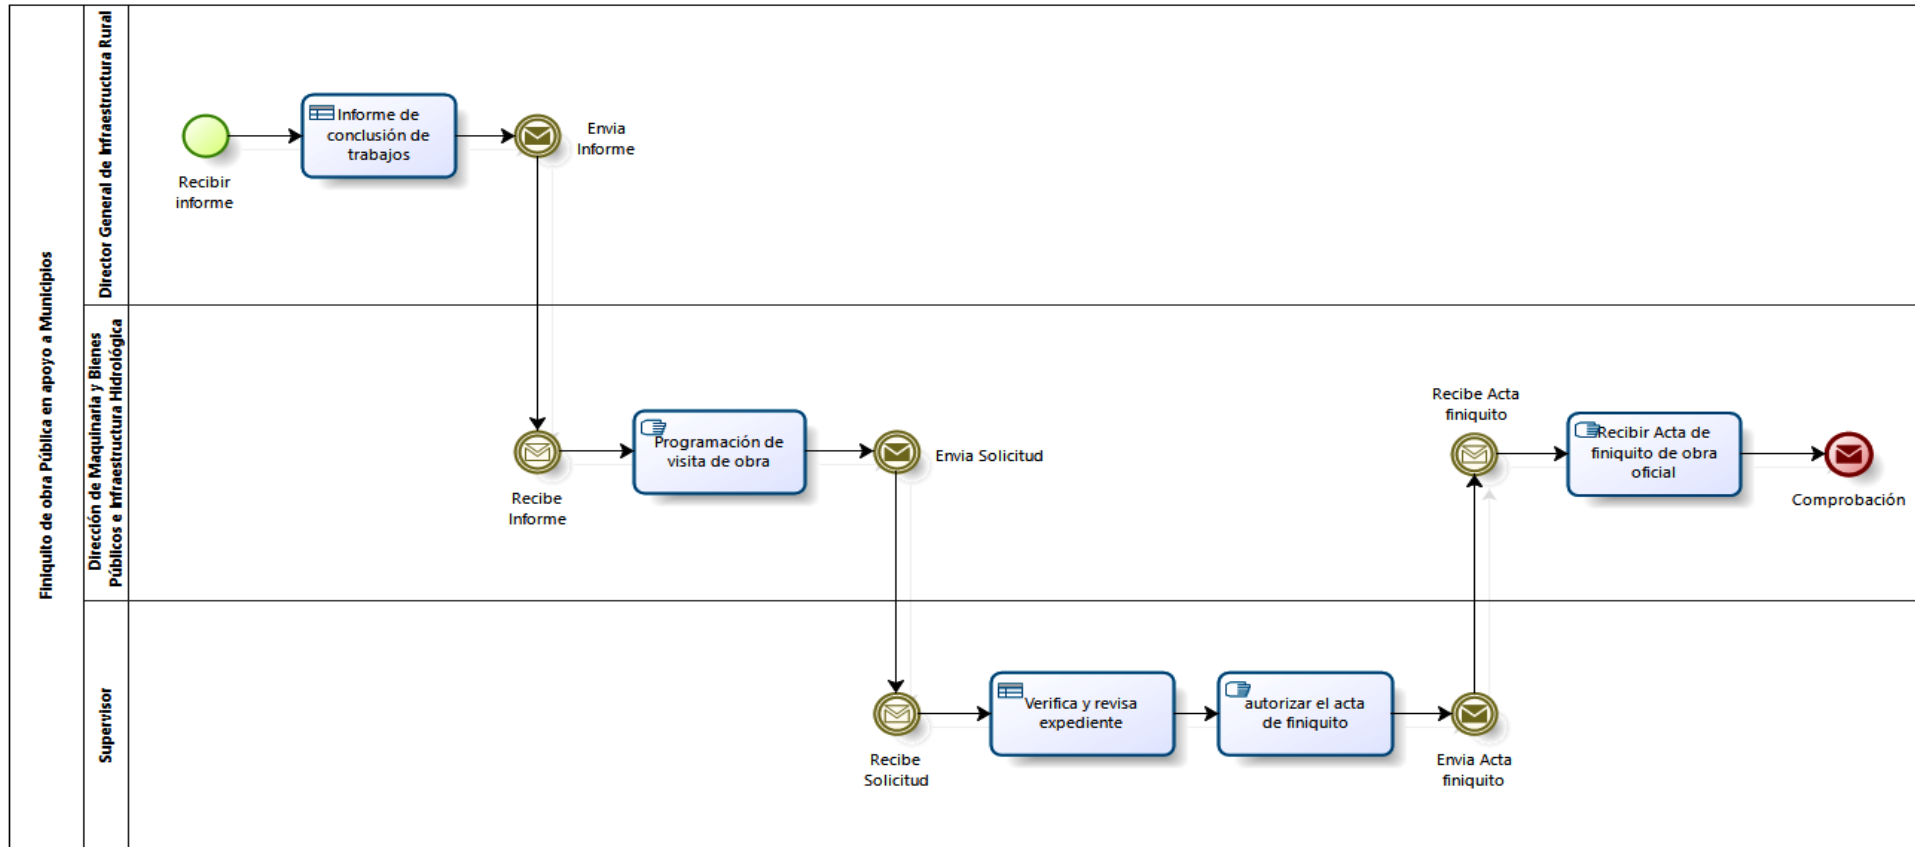 Finiquito de obra Pública en apoyo a Municipios
Director General de Infraestructura Rural
Recibir
informe
Informe de
conclusión de
trabajos
Envia
Informe
Dirección de Maquinaria y Bienes
Públicos e Infraestructura Hidrológica
Recibe
Informe
Programación de
visita de obra
Envia Solicitud
Recibe Acta
finiquito
Recibir Acta de
finiquito de obra
oficial
Comprobación
Supervisor
Recibe
Solicitud
Verifica y revisa
expediente
autorizar el acta
de finiquito
Envia Acta
finiquito